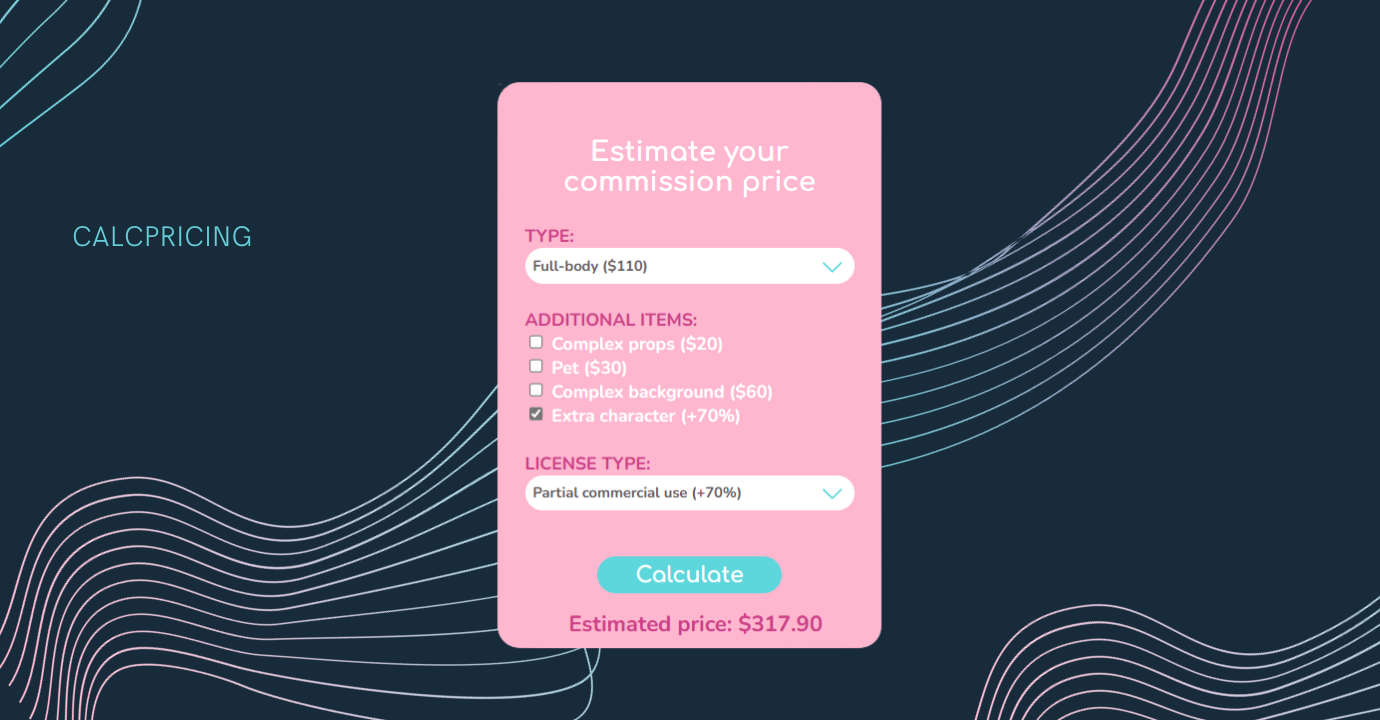 CALCPRICING
Estimate your
commission price
TYPE:
Full-body ($110)
ADDITIONAL ITEMS:
Complex props ($20)
Pet ($30)
Complex background ($60)
Extra character (+70%)
LICENSE TYPE:
Partial commercial use (+70%)
Calculate
Estimated price: $317.90